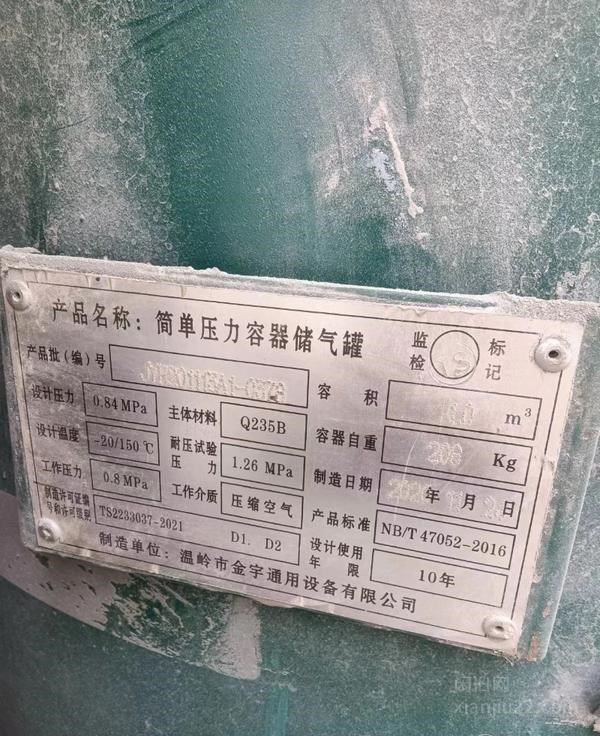 产品名称: 简单压力容器储气罐
监检 标记
产品批(编)号
容积 m³
设计压力 0.84 MPa 主体材料 Q235B
容器自重 Kg
设计温度 -20/150℃ 耐压试验压力 1.26 MPa
制造日期 年 月 日
工作压力 0.8 MPa 工作介质 压缩空气
产品标准 NB/T 47052-2016
制造许可证编号和许可级别 TS2233037-2021 D1. D2
设计使用年限 10年
制造单位: 温岭市金宇通用设备有限公司